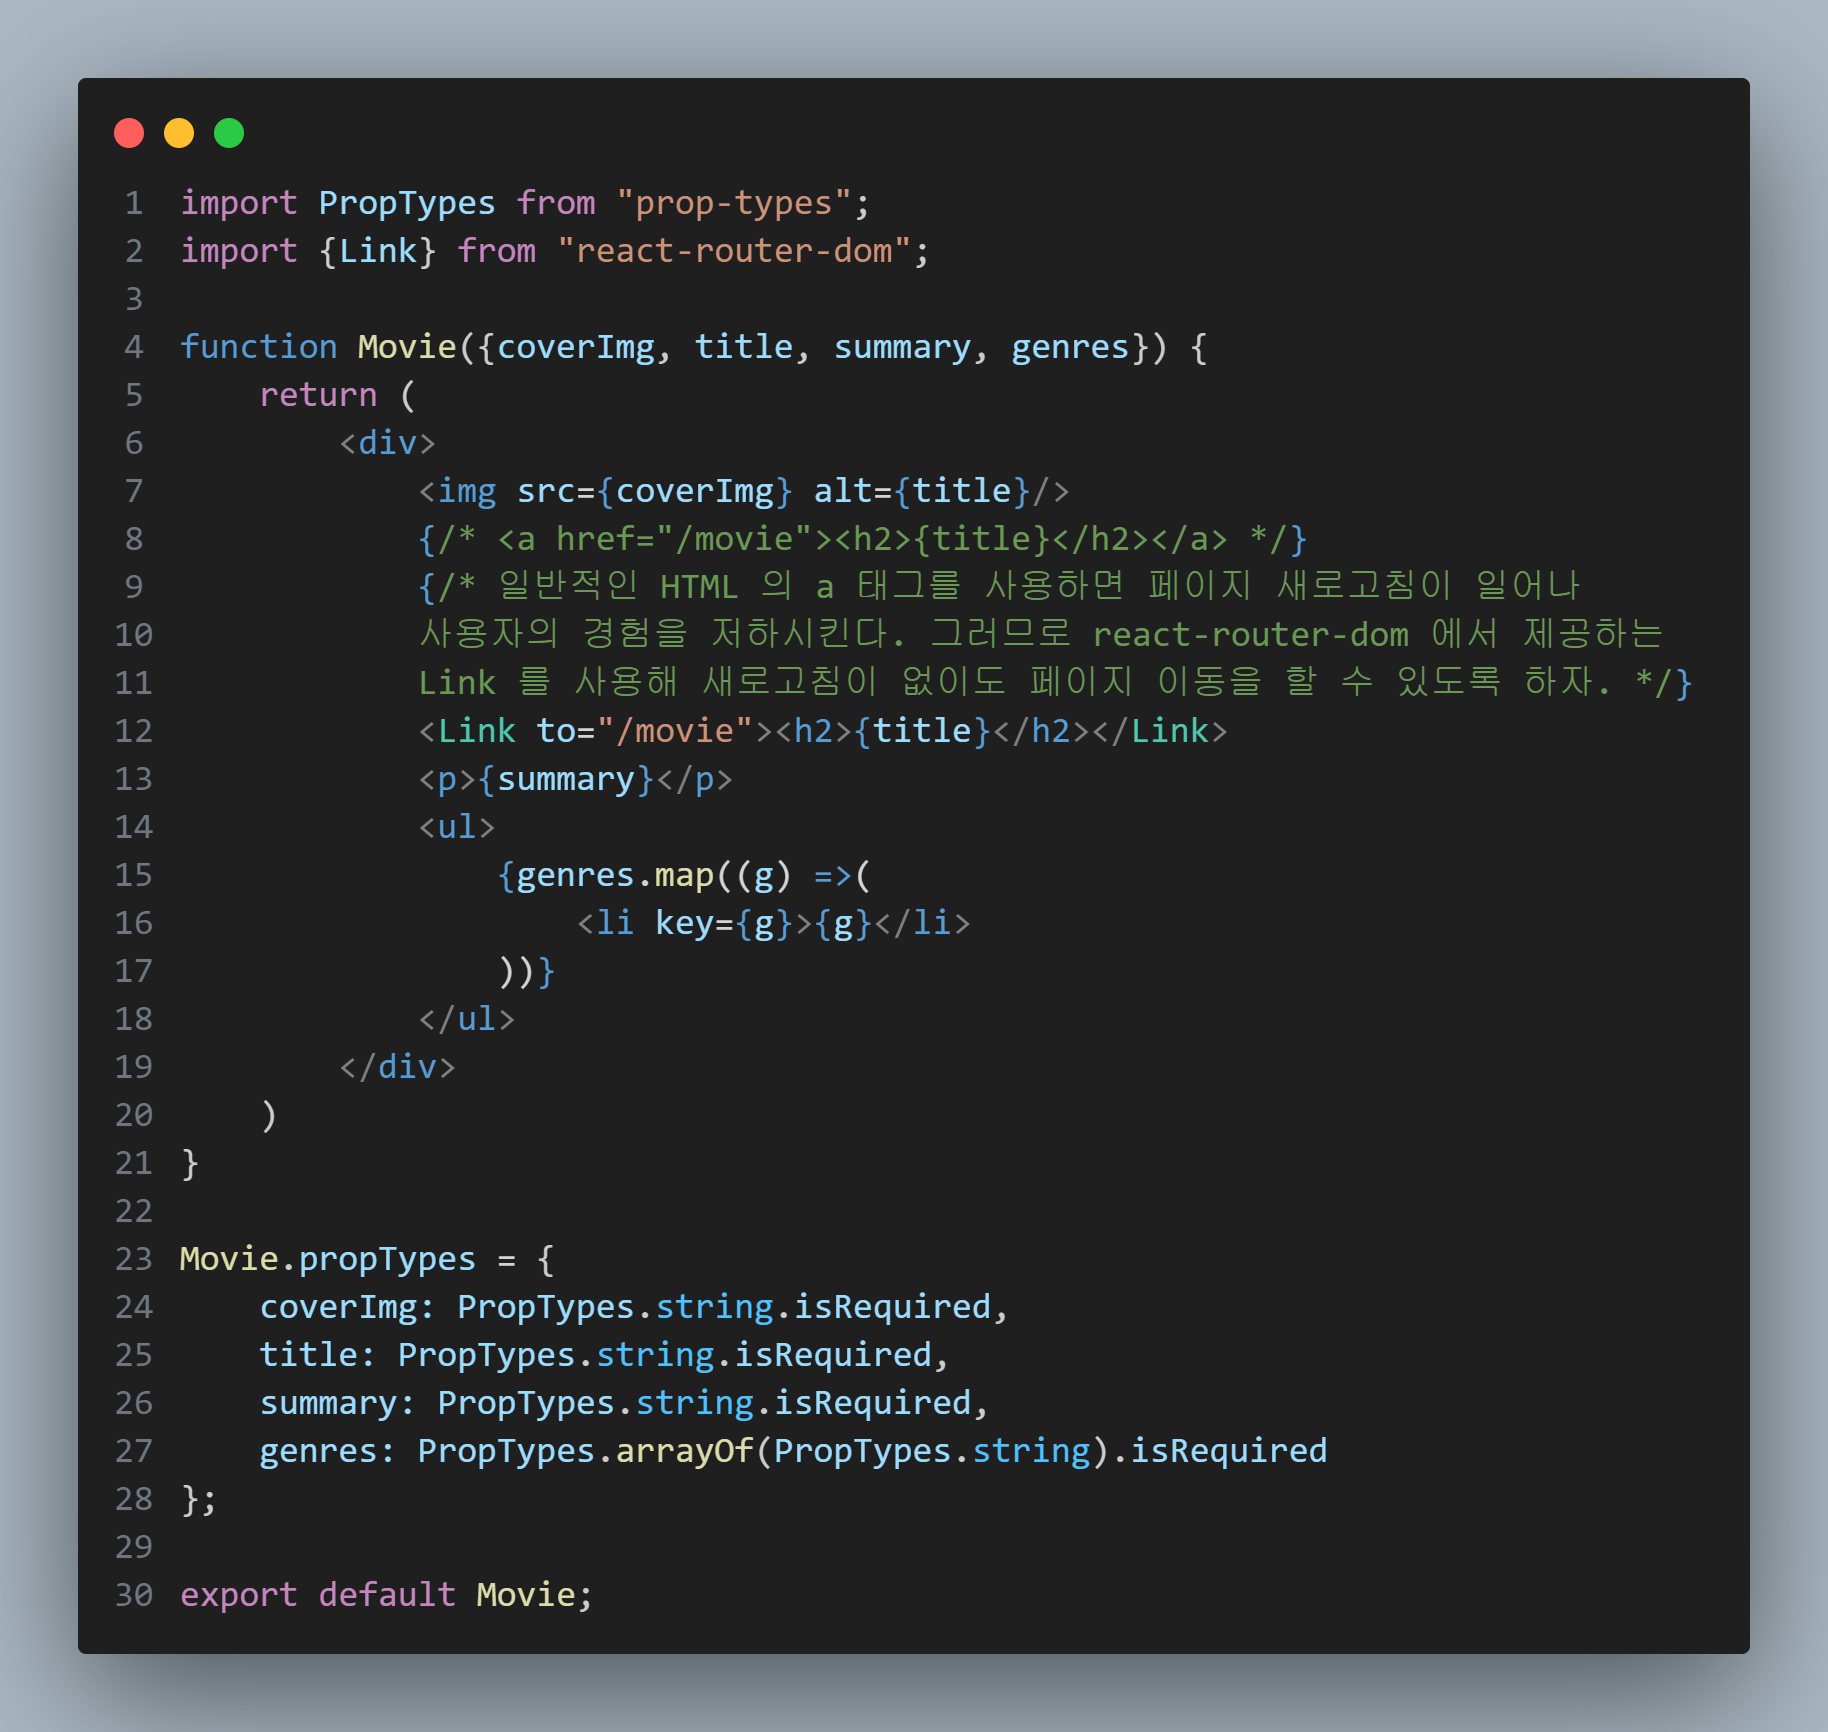 1 import PropTypes from "prop-types";
2 import {Link} from "react-router-dom";
3
4 function Movie({coverImg, title, summary, genres}) {
5     return (
6         <div>
7             <img src={coverImg} alt={title}/>
8             {/* <a href="/movie"><h2>{title}</h2></a> */}
9             {/* 일반적인 HTML 의 a 태그를 사용하면 페이지 새로고침이 일어나
10             사용자의 경험을 저하시킨다. 그러므로 react-router-dom 에서 제공하는
11             Link 를 사용해 새로고침이 없이도 페이지 이동을 할 수 있도록 하자. */}
12             <Link to="/movie"><h2>{title}</h2></Link>
13             <p>{summary}</p>
14             <ul>
15                 {genres.map((g) =>(
16                     <li key={g}>{g}</li>
17                 ))}
18             </ul>
19         </div>
20     )
21 }
22
23 Movie.propTypes = {
24     coverImg: PropTypes.string.isRequired,
25     title: PropTypes.string.isRequired,
26     summary: PropTypes.string.isRequired,
27     genres: PropTypes.arrayOf(PropTypes.string).isRequired
28 };
29
30 export default Movie;